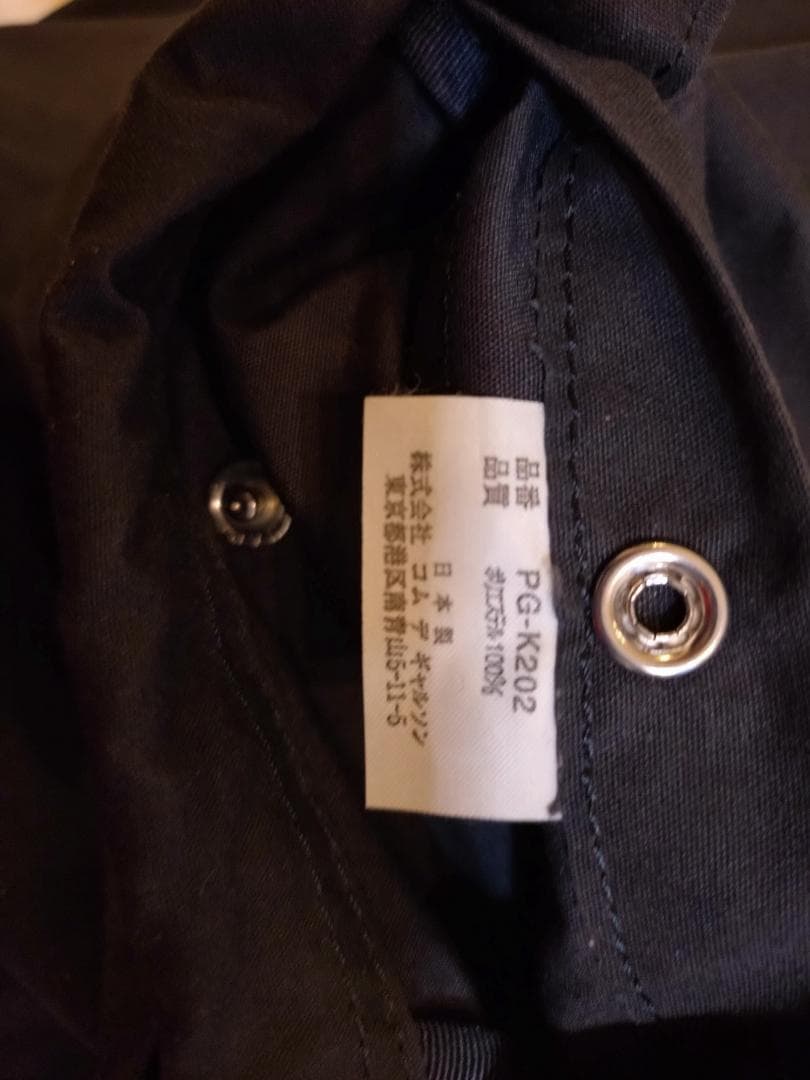 品番 PG-K202
品質 ポリエステル100%
日本製
株式会社 コム デ ギャルソン
東京都港区南青山5-11-5